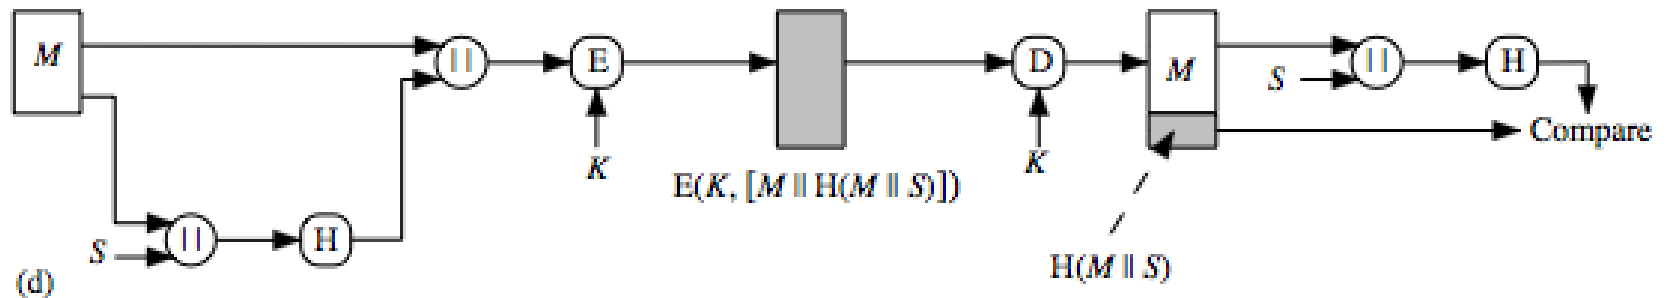 M || E D M S || H
K K Compare
E(K, [M || H(M || S)])
S || H
H(M || S)
(d)